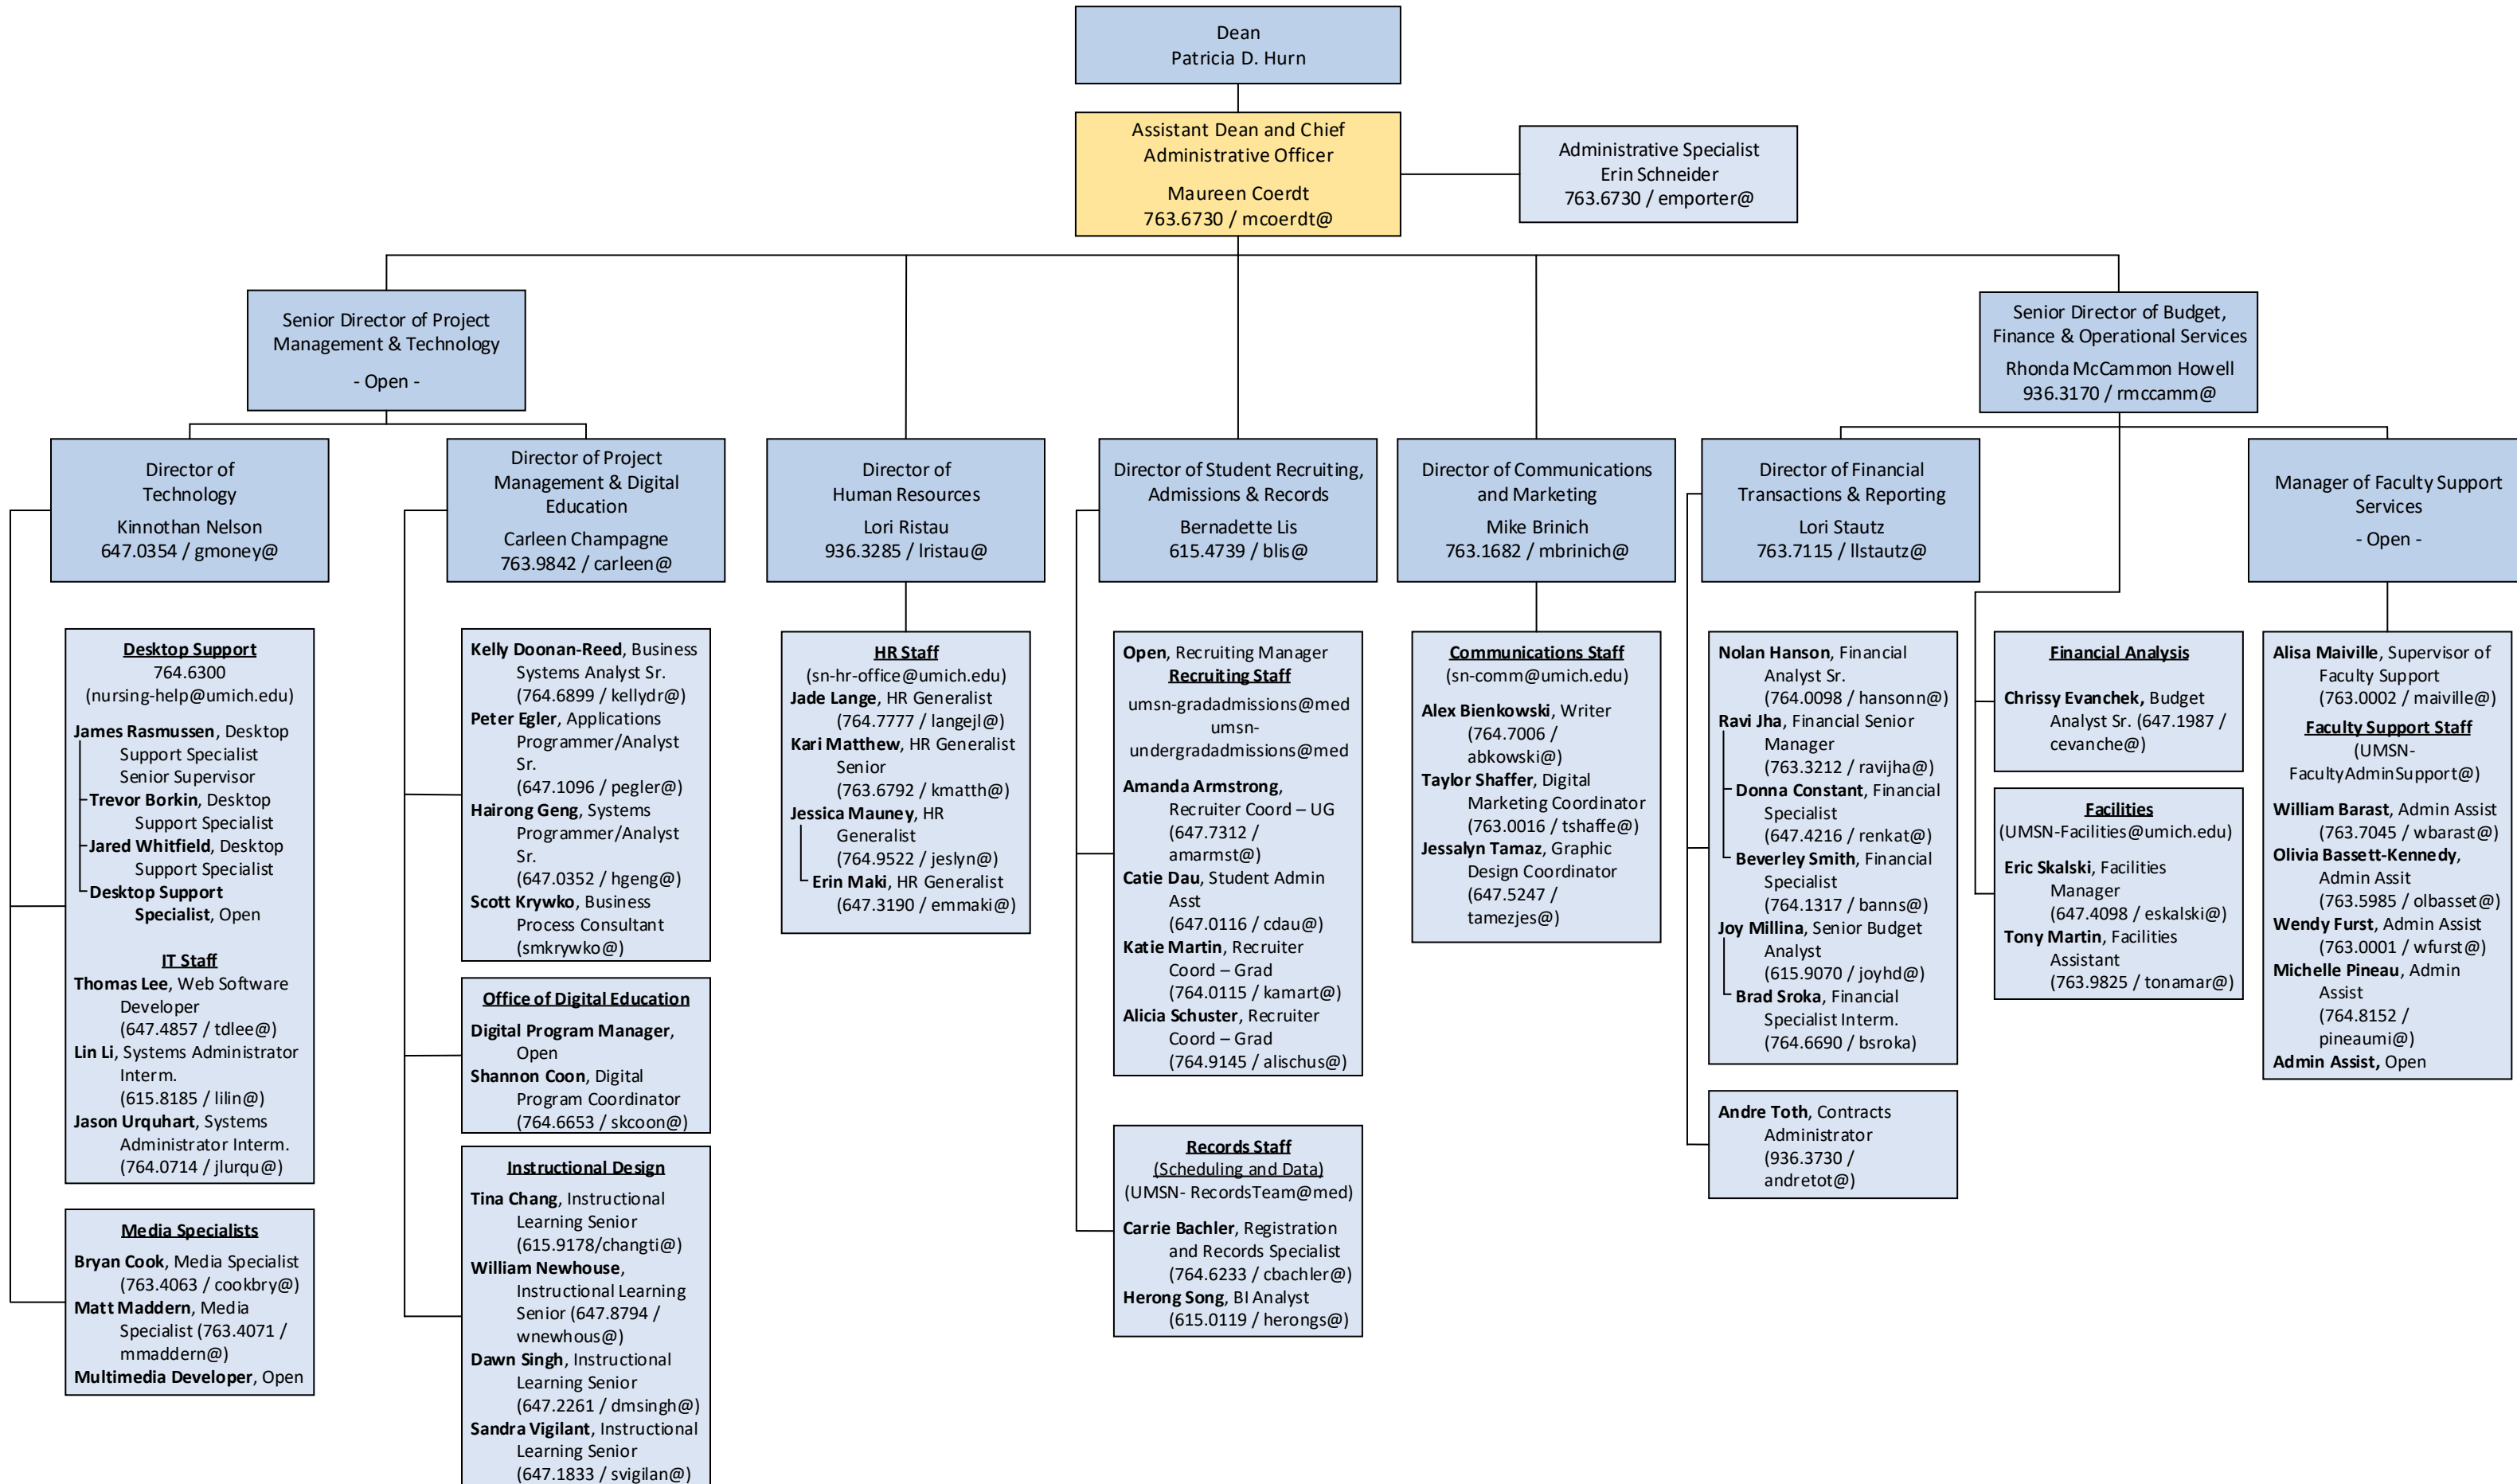 Dean
Patricia D. Hurn
Assistant Dean and Chief
Administrative Officer
Maureen Coerdt
763.6730 / mcoerdt@
Administrative Specialist
Erin Schneider
763.6730 / emporter@
Senior Director of Project
Management & Technology
- Open -
Senior Director of Budget,
Finance & Operational Services
Rhonda McCammon Howell
936.3170 / rmccamm@
Director of
Technology
Kinnothan Nelson
647.0354 / gmoney@
Director of Project
Management & Digital
Education
Carleen Champagne
763.9842 / carleen@
Director of
Human Resources
Lori Ristau
936.3285 / lristau@
Director of Student Recruiting,
Admissions & Records
Bernadette Lis
615.4739 / blis@
Director of Communications
and Marketing
Mike Brinich
763.1682 / mbrinich@
Director of Financial
Transactions & Reporting
Lori Stautz
763.7115 / llstautz@
Manager of Faculty Support
Services
- Open -
Desktop Support
764.6300
(nursing-help@umich.edu)
James Rasmussen, Desktop
Support Specialist
Senior Supervisor
Trevor Borkin, Desktop
Support Specialist
Jared Whitfield, Desktop
Support Specialist
Desktop Support
Specialist, Open
IT Staff
Thomas Lee, Web Software
Developer
(647.4857 / tdlee@)
Lin Li, Systems Administrator
Interm.
(615.8185 / lilin@)
Jason Urquhart, Systems
Administrator Interm.
(764.0714 / jlurqu@)
Media Specialists
Bryan Cook, Media Specialist
(763.4063 / cookbry@)
Matt Maddern, Media
Specialist (763.4071 /
mmaddern@)
Multimedia Developer, Open
Kelly Doonan-Reed, Business
Systems Analyst Sr.
(764.6899 / kellydr@)
Peter Egler, Applications
Programmer/Analyst
Sr.
(647.1096 / pegler@)
Hairong Geng, Systems
Programmer/Analyst
Sr.
(647.0352 / hgeng@)
Scott Krywko, Business
Process Consultant
(smkrywko@)
Office of Digital Education
Digital Program Manager,
Open
Shannon Coon, Digital
Program Coordinator
(764.6653 / skcoon@)
Instructional Design
Tina Chang, Instructional
Learning Senior
(615.9178/changti@)
William Newhouse,
Instructional Learning
Senior (647.8794 /
wnewhous@)
Dawn Singh, Instructional
Learning Senior
(647.2261 / dmsingh@)
Sandra Vigilant, Instructional
Learning Senior
(647.1833 / svigilan@)
HR Staff
(sn-hr-office@umich.edu)
Jade Lange, HR Generalist
(764.7777 / langejl@)
Kari Matthew, HR Generalist
Senior
(763.6792 / kmatth@)
Jessica Mauney, HR
Generalist
(764.9522 / jeslyn@)
Erin Maki, HR Generalist
(647.3190 / emmaki@)
Open, Recruiting Manager
Recruiting Staff
umsn-gradadmissions@med
umsn-
undergradadmissions@med
Amanda Armstrong,
Recruiter Coord – UG
(647.7312 /
amarmst@)
Catie Dau, Student Admin
Asst
(647.0116 / cdau@)
Katie Martin, Recruiter
Coord – Grad
(764.0115 / kamart@)
Alicia Schuster, Recruiter
Coord – Grad
(764.9145 / alischus@)
Records Staff
(Scheduling and Data)
(UMSN- RecordsTeam@med)
Carrie Bachler, Registration
and Records Specialist
(764.6233 / cbachler@)
Herong Song, BI Analyst
(615.0119 / herongs@)
Communications Staff
(sn-comm@umich.edu)
Alex Bienkowski, Writer
(764.7006 /
abkowski@)
Taylor Shaffer, Digital
Marketing Coordinator
(763.0016 / tshaffe@)
Jessalyn Tamaz, Graphic
Design Coordinator
(647.5247 /
tamezjes@)
Nolan Hanson, Financial
Analyst Sr.
(764.0098 / hansonn@)
Ravi Jha, Financial Senior
Manager
(763.3212 / ravijha@)
Donna Constant, Financial
Specialist
(647.4216 / renkat@)
Beverley Smith, Financial
Specialist
(764.1317 / banns@)
Joy Millina, Senior Budget
Analyst
(615.9070 / joyhd@)
Brad Sroka, Financial
Specialist Interm.
(764.6690 / bsroka)
Andre Toth, Contracts
Administrator
(936.3730 /
andretot@)
Financial Analysis
Chrissy Evanchek, Budget
Analyst Sr. (647.1987 /
cevanche@)
Facilities
(UMSN-Facilities@umich.edu)
Eric Skalski, Facilities
Manager
(647.4098 / eskalski@)
Tony Martin, Facilities
Assistant
(763.9825 / tonamar@)
Alisa Maiville, Supervisor of
Faculty Support
(763.0002 / maiville@)
Faculty Support Staff
(UMSN-
FacultyAdminSupport@)
William Barast, Admin Assist
(763.7045 / wbarast@)
Olivia Bassett-Kennedy,
Admin Assit
(763.5985 / olbasset@)
Wendy Furst, Admin Assist
(763.0001 / wfurst@)
Michelle Pineau, Admin
Assist
(764.8152 /
pineaumi@)
Admin Assist, Open